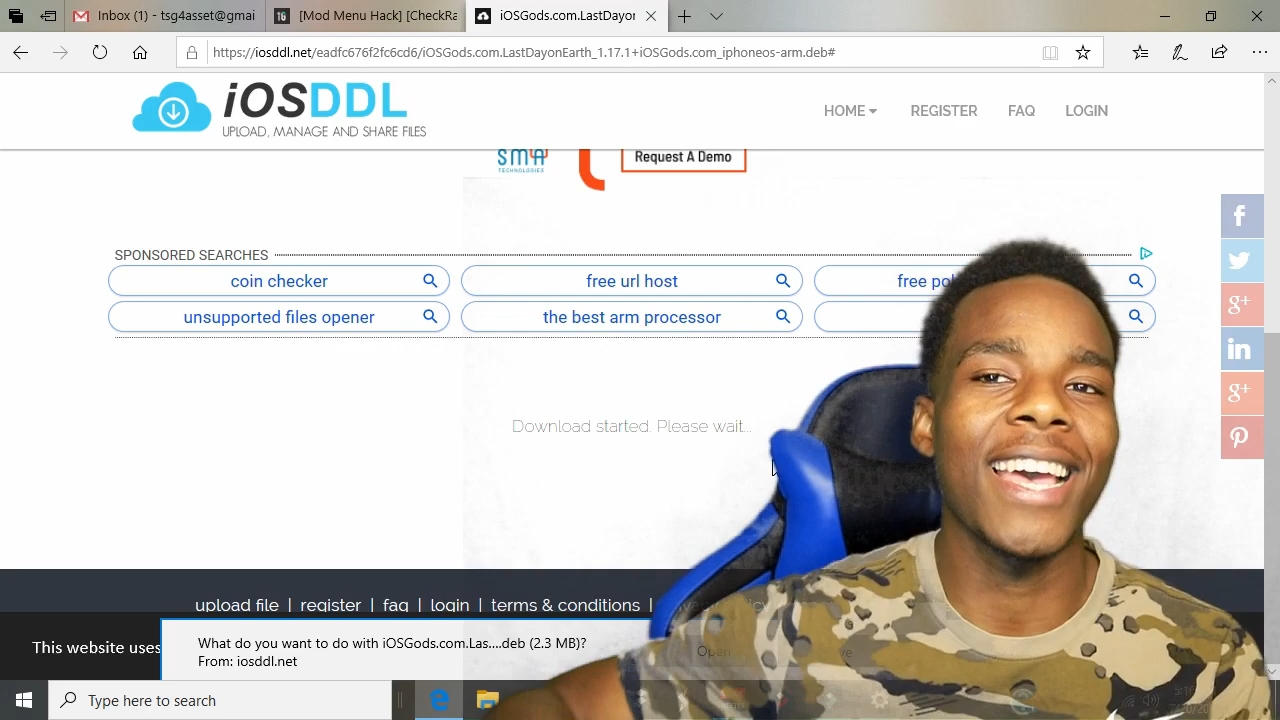 Inbox (1) - tsg4asset@gmai
[Mod Menu Hack] [CheckRa
iOSGods.com.LastDayor
https://iosddl.net/eadfc676f2fc6cd6/iOSGods.com.LastDayonEarth_1.17.1+iOSGods.com_iphoneos-arm.deb#
iOSDDL
UPLOAD, MANAGE AND SHARE FILES
HOME
REGISTER
FAQ
LOGIN
SMA
TECHNOLOGIES
Request A Demo
SPONSORED SEARCHES
coin checker
free url host
unsupported files opener
the best arm processor
Download started. Please wait...
upload file | register | faq | login | terms & conditions |
This website uses
What do you want to do with iOSGods.com.Las....deb (2.3 MB)?
From: iosddl.net
Open
Type here to search